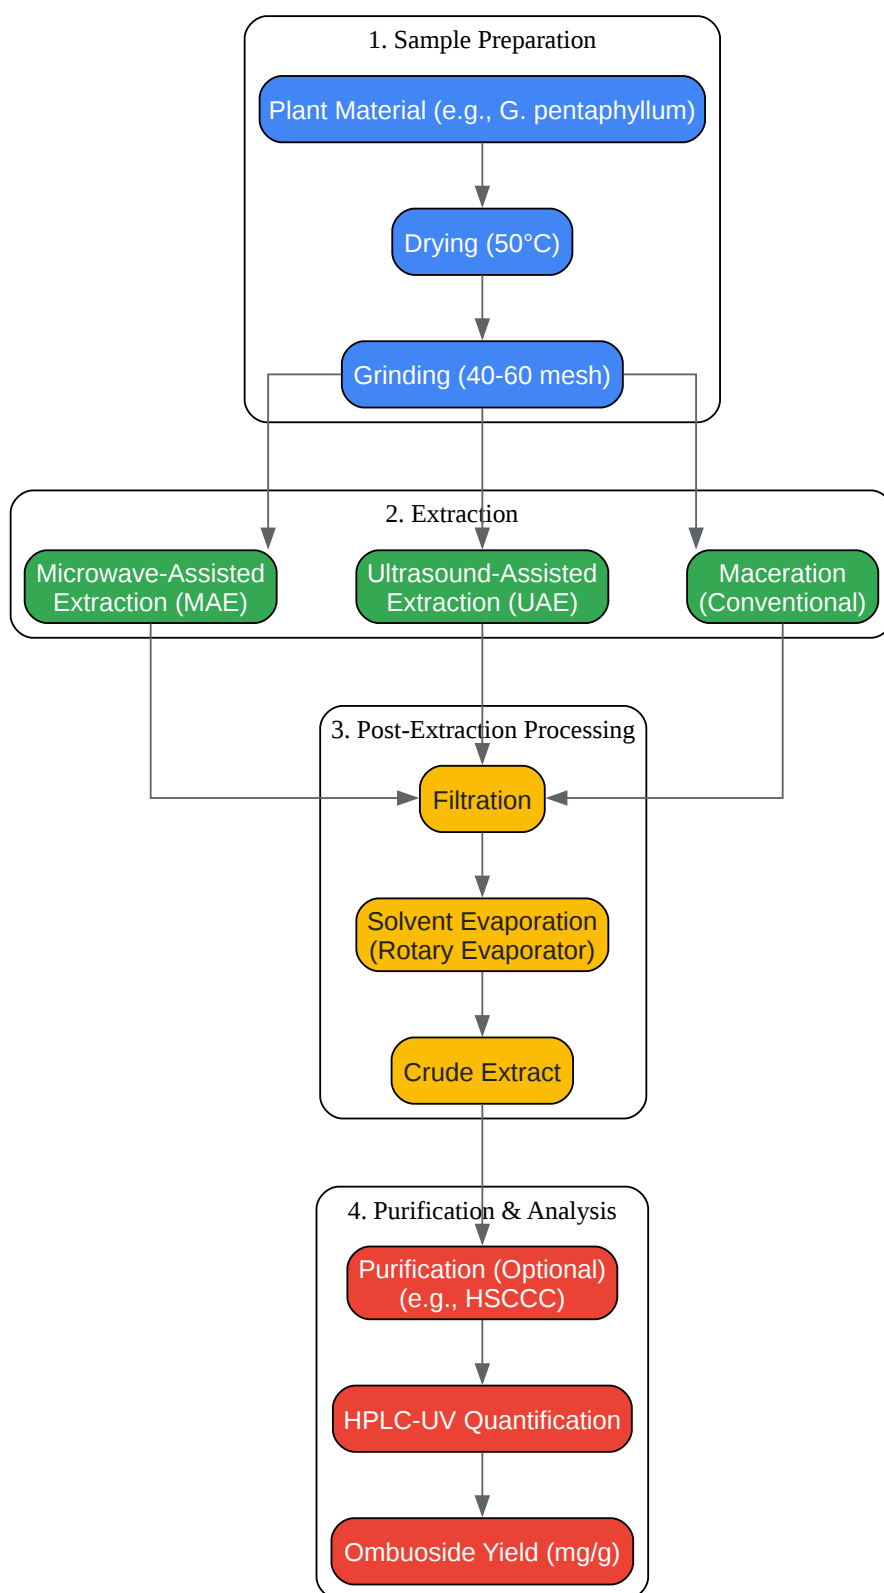 1. Sample Preparation
Plant Material (e.g., G. pentaphyllum)
Drying (50°C)
Grinding (40-60 mesh)
2. Extraction
Microwave-Assisted
Extraction (MAE)
Ultrasound-Assisted
Extraction (UAE)
Maceration
(Conventional)
3. Post-Extraction Processing
Filtration
Solvent Evaporation
(Rotary Evaporator)
Crude Extract
4. Purification & Analysis
Purification (Optional)
(e.g., HSCCC)
HPLC-UV Quantification
Ombuoside Yield (mg/g)